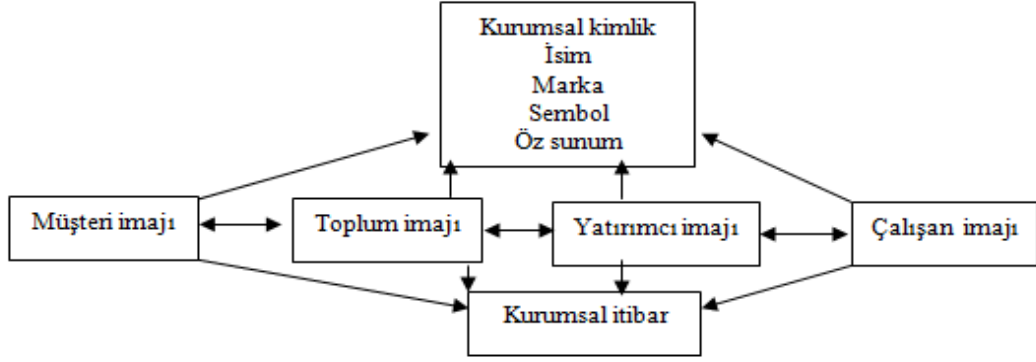 Kurumsal kimlik
İsim
Marka
Sembol
Öz sunum
Müşteri imajı
Toplum imajı
Yatırımcı imajı
Çalışan imajı
Kurumsal itibar